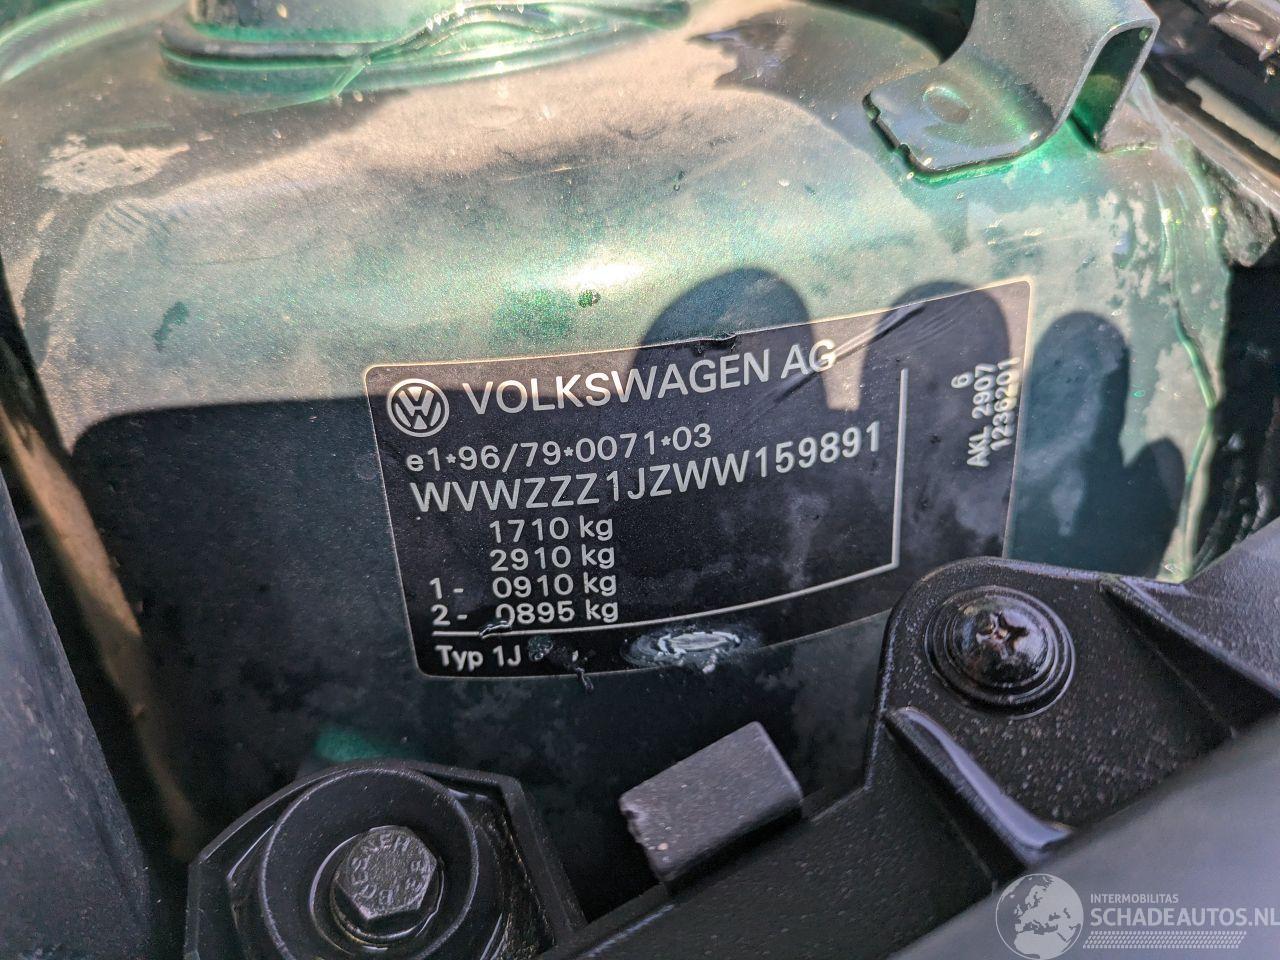 VOLKSWAGEN AG
e1*96/79*0071*03
WVWZZZ1JZWW159891
1710 kg
2910 kg
1- 0910 kg
2- 0895 kg
Typ 1J
6
AKL 2907
1236201
INTERMOBILITAS
SCHADEAUTOS.NL